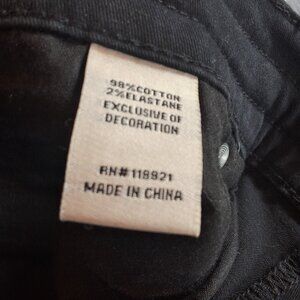 98% COTTON
2% ELASTANE
EXCLUSIVE OF
DECORATION
RN# 118921
MADE IN CHINA